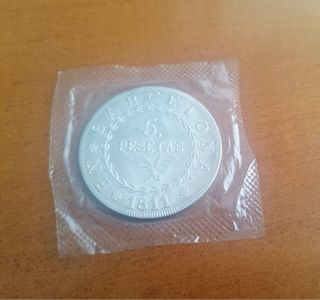 EN BARCELONA
5.
PESETAS
1811